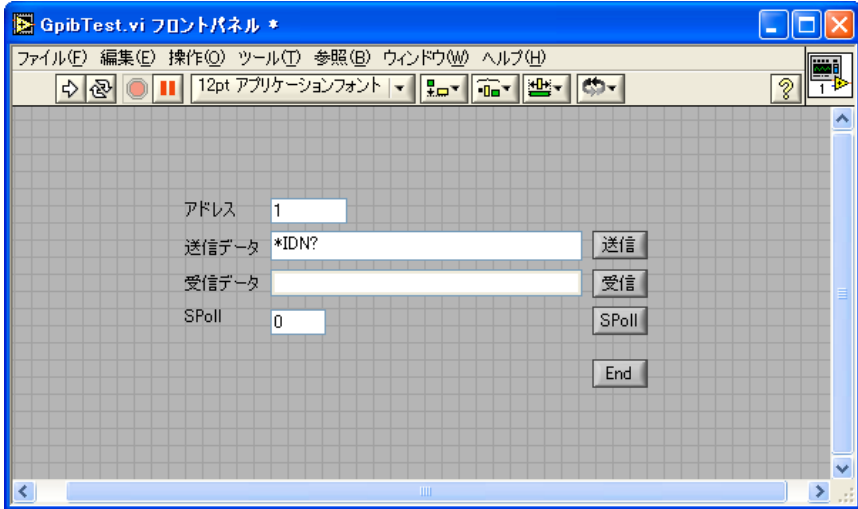 GpibTest.vi フロントパネル *
ファイル(F) 編集(E) 操作(O) ツール(T) 参照(B) ウィンドウ(W) ヘルプ(H)
12pt アプリケーションフォント
1
アドレス 1
送信データ *IDN? 送信
受信データ 受信
SPoll 0 SPoll
End